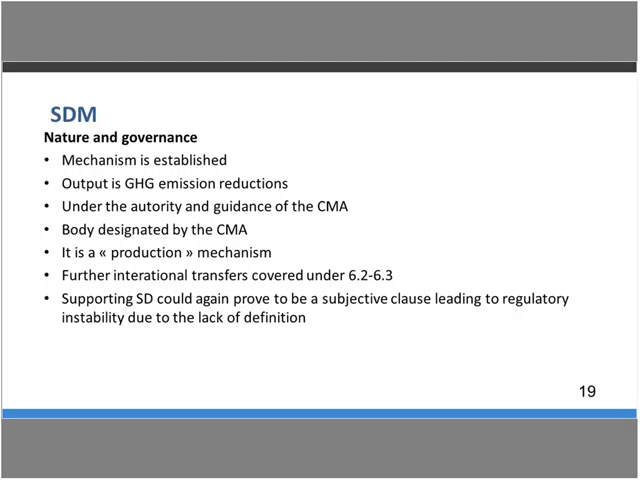 SDM
Nature and governance
• Mechanism is established
• Output is GHG emission reductions
• Under the autority and guidance of the CMA
• Body designated by the CMA
• It is a « production » mechanism
• Further interational transfers covered under 6.2-6.3
• Supporting SD could again prove to be a subjective clause leading to regulatory
instability due to the lack of definition
19